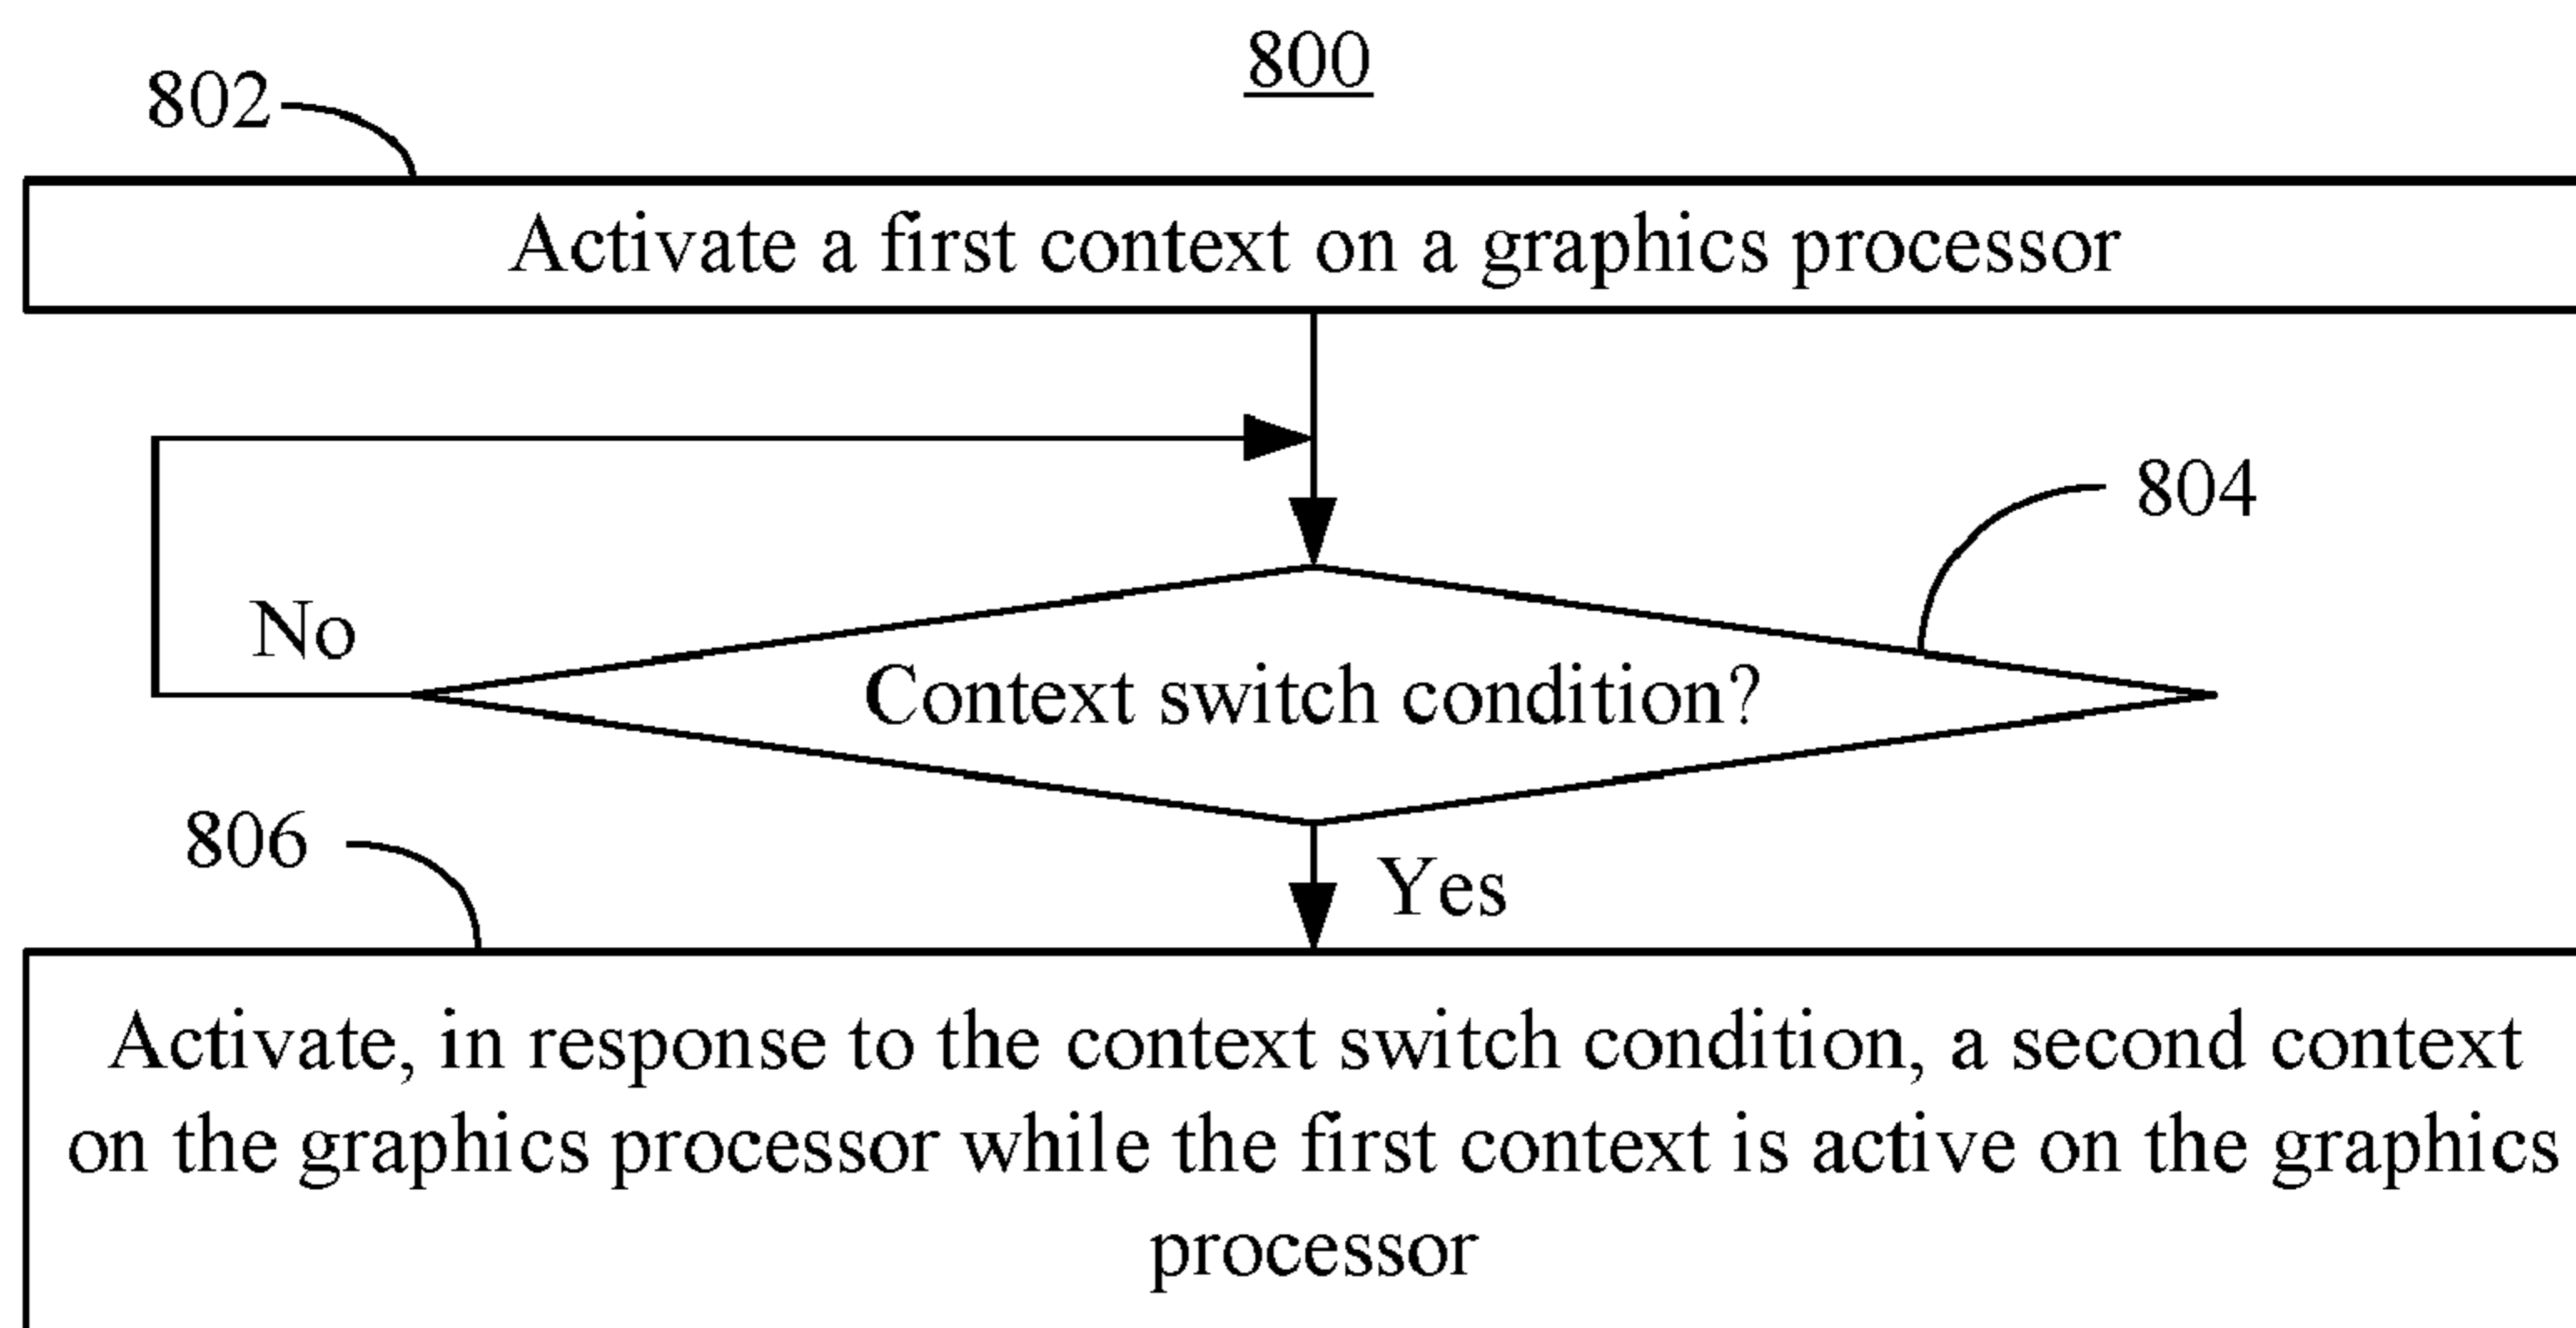 800
802
Activate a first context on a graphics processor
804
No
Context switch condition?
806
Yes
Activate, in response to the context switch condition, a second context
on the graphics processor while the first context is active on the graphics
processor